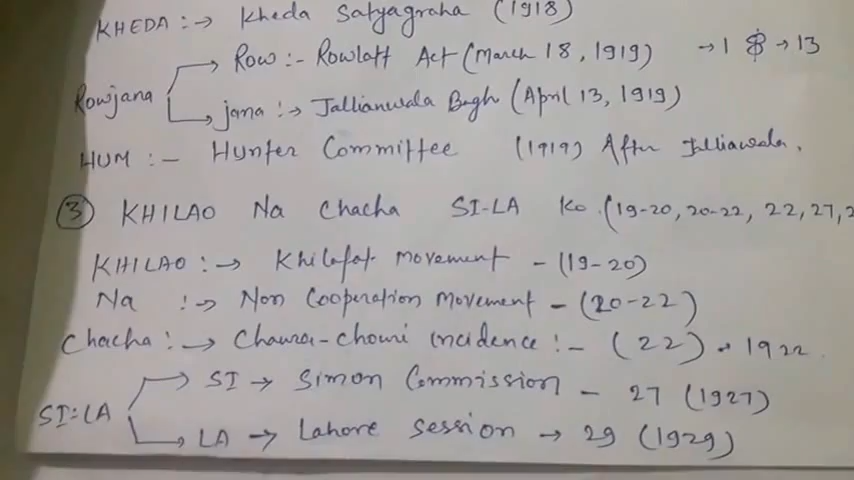 KHEDA :→ Kheda Satyagraha (1918)
Row :- Rowlatt Act (March 18, 1919) → 1 8 → 13
Rowjana
jana :→ Jallianwala Bagh (April 13, 1919)
HUM :- Hunter Committee (1919) After Jalliawala.
③ KHILAO Na Chacha SI-LA Ko. (19-20, 20-22, 22, 27, 2
KHILAO :→ Khilafat movement - (19-20)
Na :→ Non Cooperation Movement - (20-22)
Chacha :→ Chaura-Chouri incidence :- (22) → 1922.
SI → Simon Commission - 27 (1927)
SI:LA
LA → Lahore session → 29 (1929)